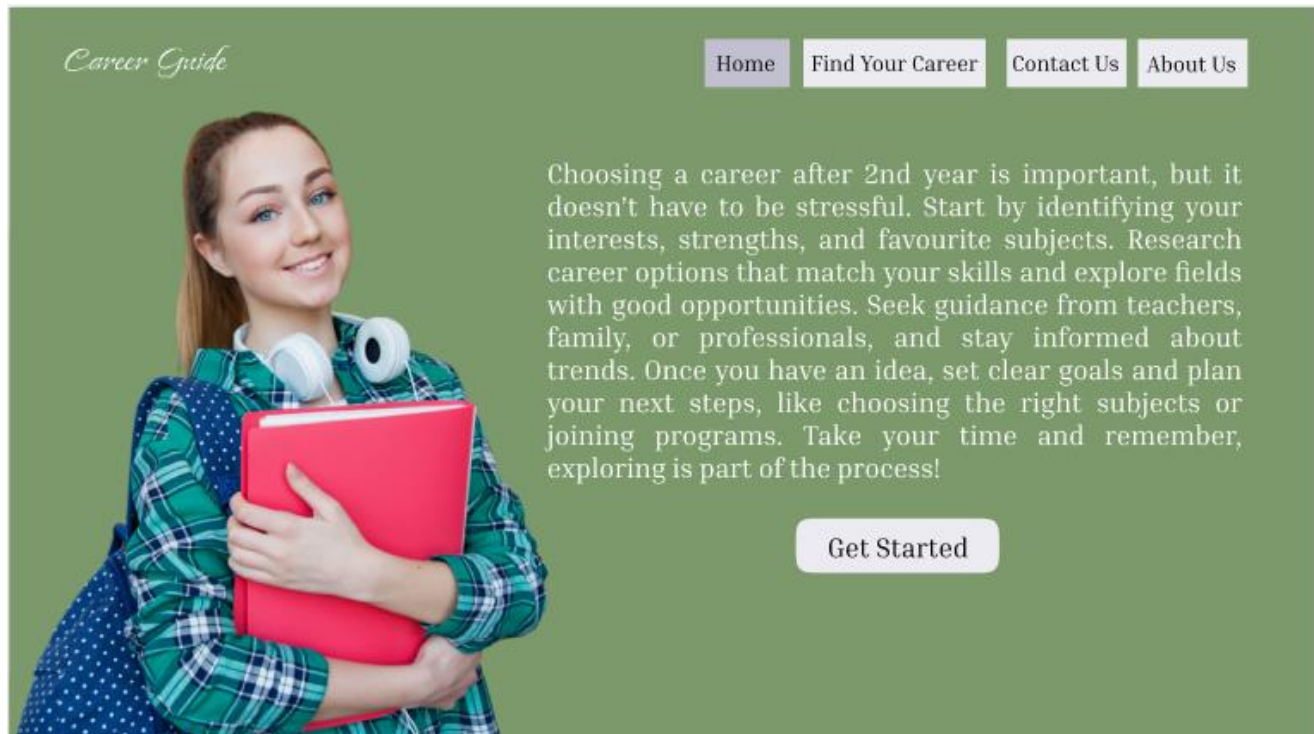 Career Guide
Home
Find Your Career
Contact Us
About Us
Choosing a career after 2nd year is important, but it
doesn't have to be stressful. Start by identifying your
interests, strengths, and favourite subjects. Research
career options that match your skills and explore fields
with good opportunities. Seek guidance from teachers,
family, or professionals, and stay informed about
trends. Once you have an idea, set clear goals and plan
your next steps, like choosing the right subjects or
joining programs. Take your time and remember,
exploring is part of the process!
Get Started